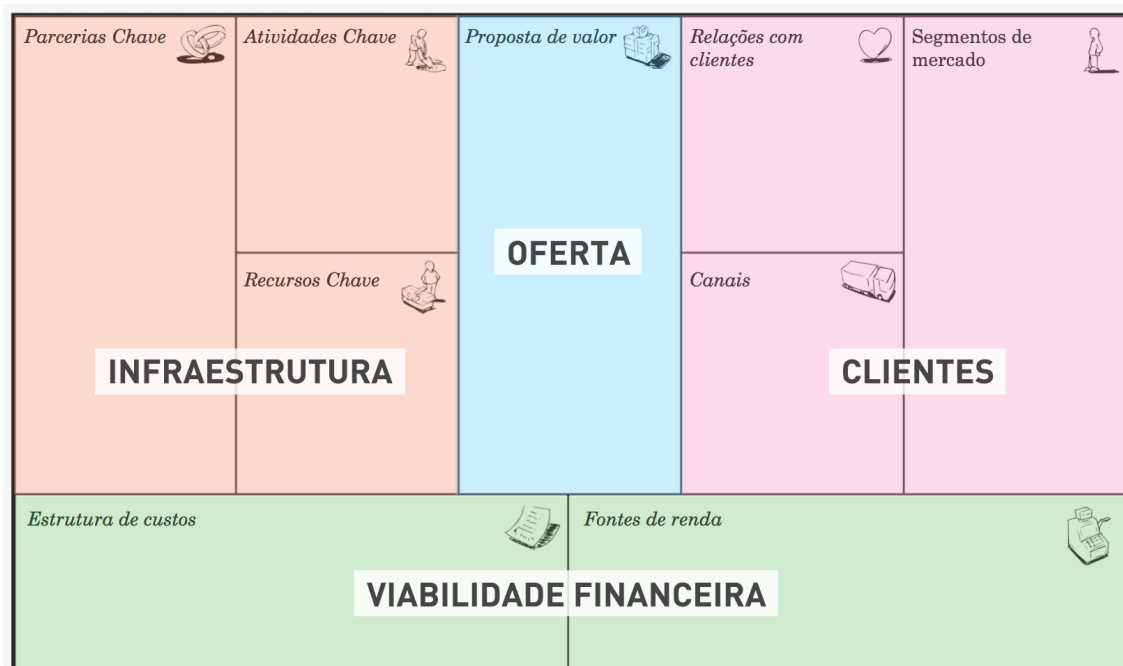 Parcerias Chave
Atividades Chave
Proposta de valor
Relações com
clientes
Segmentos de
mercado
OFERTA
Recursos Chave
Canais
INFRAESTRUTURA
CLIENTES
Estrutura de custos
Fontes de renda
VIABILIDADE FINANCEIRA